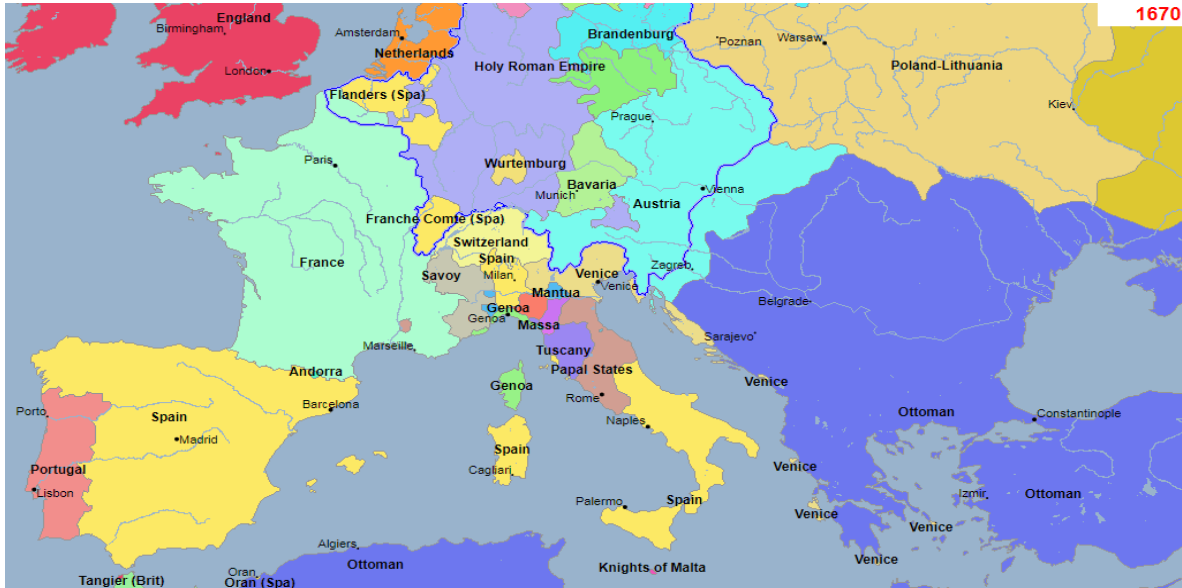 1670
England
Birmingham
London
Amsterdam
Netherlands
Flanders (Spa)
Holy Roman Empire
Brandenburg
Poznan
Warsaw
Poland-Lithuania
Kiev
Prague
Paris
Wurtemburg
Munich
Bavaria
Vienna
Austria
Franche Comte (Spa)
Switzerland
France
Savoy
Spain
Milan
Venice
Venice
Zagreb
Mantua
Genoa
Genoa
Massa
Belgrade
Sarajevo
Marseille
Tuscany
Papal States
Andorra
Genoa
Rome
Venice
Barcelona
Porto
Spain
Madrid
Naples
Ottoman
Constantinople
Portugal
Lisbon
Spain
Cagliari
Venice
Palermo
Spain
Venice
Izmir
Ottoman
Venice
Venice
Algiers
Ottoman
Oran
Oran (Spa)
Tangier (Brit)
Knights of Malta